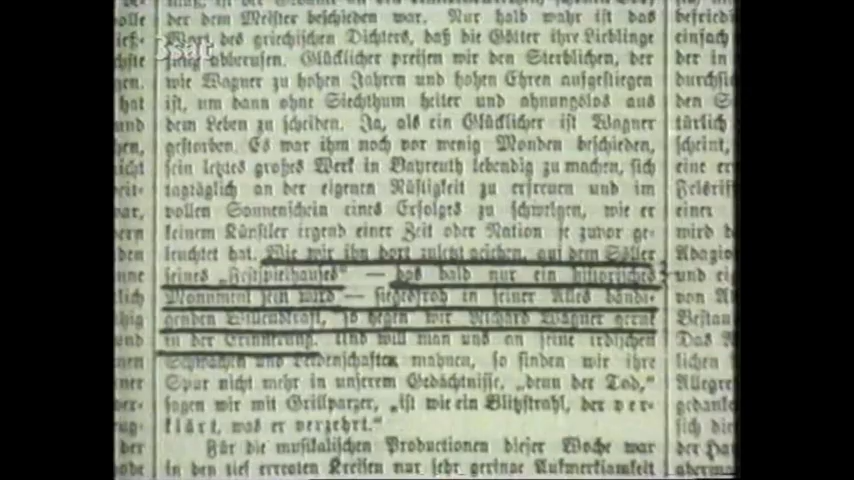 der dem Meister beschieden war. Nur halb wahr ist das
Wort des griechischen Dichters, daß die Götter ihre Lieblinge
3sat
jung abberufen. Glücklicher preisen wir den Sterblichen, der
wie Wagner zu hohen Jahren und hohen Ehren aufgestiegen
ist, um dann ohne Siechthum heiter und ahnungslos aus
dem Leben zu scheiden. Ja, als ein Glücklicher ist Wagner
gestorben. Es war ihm noch vor wenig Monden beschieden,
sein letztes großes Werk in Bayreuth lebendig zu machen, sich
tagtäglich an der eigenen Rüstigkeit zu erfreuen und im
vollen Sonnenschein eines Erfolges zu schwelgen, wie er
keinem Künstler irgend einer Zeit oder Nation je zuvor ge-
leuchtet hat. Wie wir ihn dort zuletzt gesehen, auf dem Söller
seines „Festspielhauses" — das bald nur ein historisches
Monument sein wird — siegesfroh in seiner Alles bändi-
genden Willenskraft, so hegen wir Richard Wagner gerne
in der Erinnerung. Und will man uns an seine irdischen
Schwächen und Leidenschaften mahnen, so finden wir ihre
Spur nicht mehr in unserem Gedächtnisse, „denn der Tod,"
sagen wir mit Grillparzer, „ist wie ein Blitzstrahl, der ver-
klärt, was er verzehrt."
Für die musikalischen Productionen dieser Woche war
in den tief erregten Kreisen nur sehr geringe Aufmerksamkeit